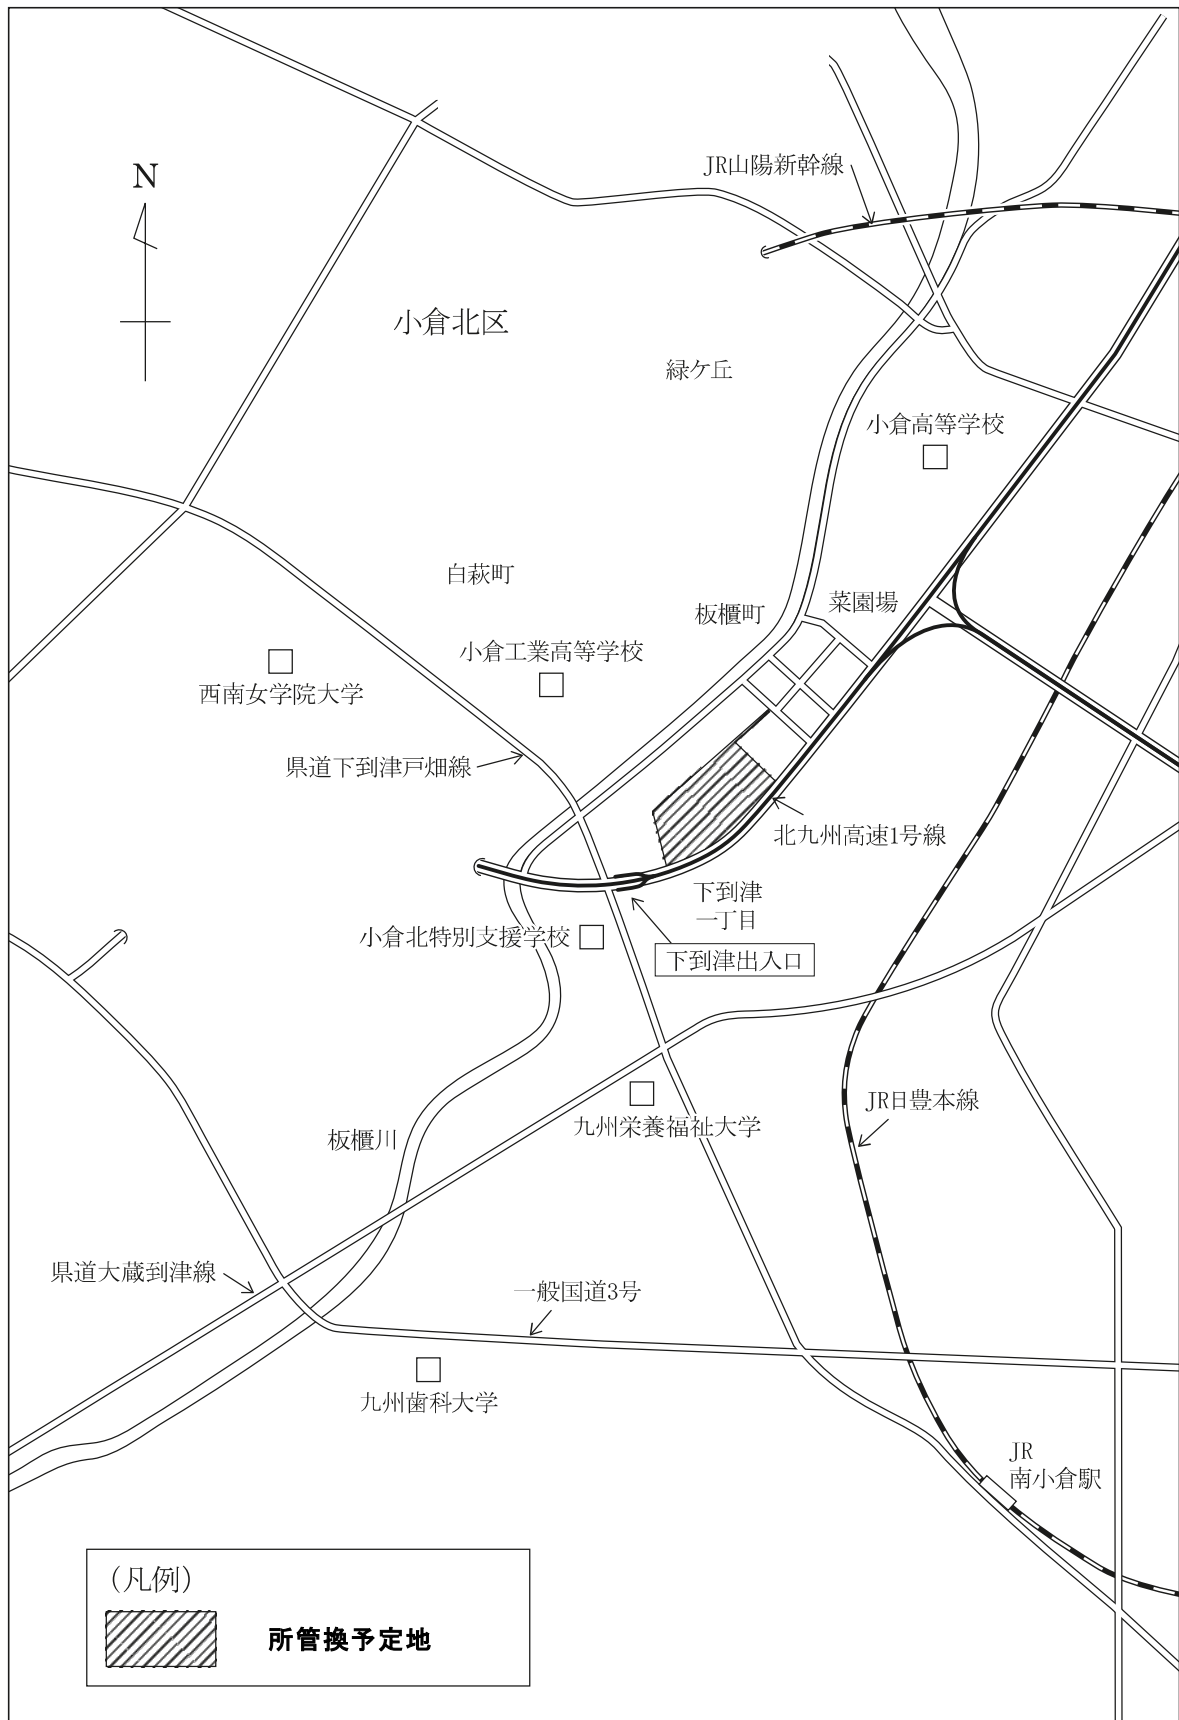 JR山陽新幹線
N
小倉北区
緑ケ丘
小倉高等学校
白萩町
菜園場
板櫃町
小倉工業高等学校
西南女学院大学
県道下到津戸畑線
北九州高速1号線
下到津
一丁目
小倉北特別支援学校
下到津出入口
JR日豊本線
九州栄養福祉大学
板櫃川
県道大蔵到津線
一般国道3号
九州歯科大学
JR
南小倉駅
（凡例）
所管換予定地